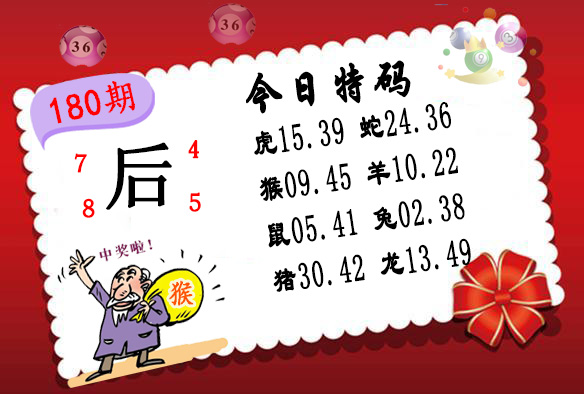 36
36
180期
今日特码
虎15.39 蛇24.36
7
4
后
猴09.45 羊10.22
8
5
鼠05.41 兔02.38
中奖啦!
猪30.42 龙13.49
猴